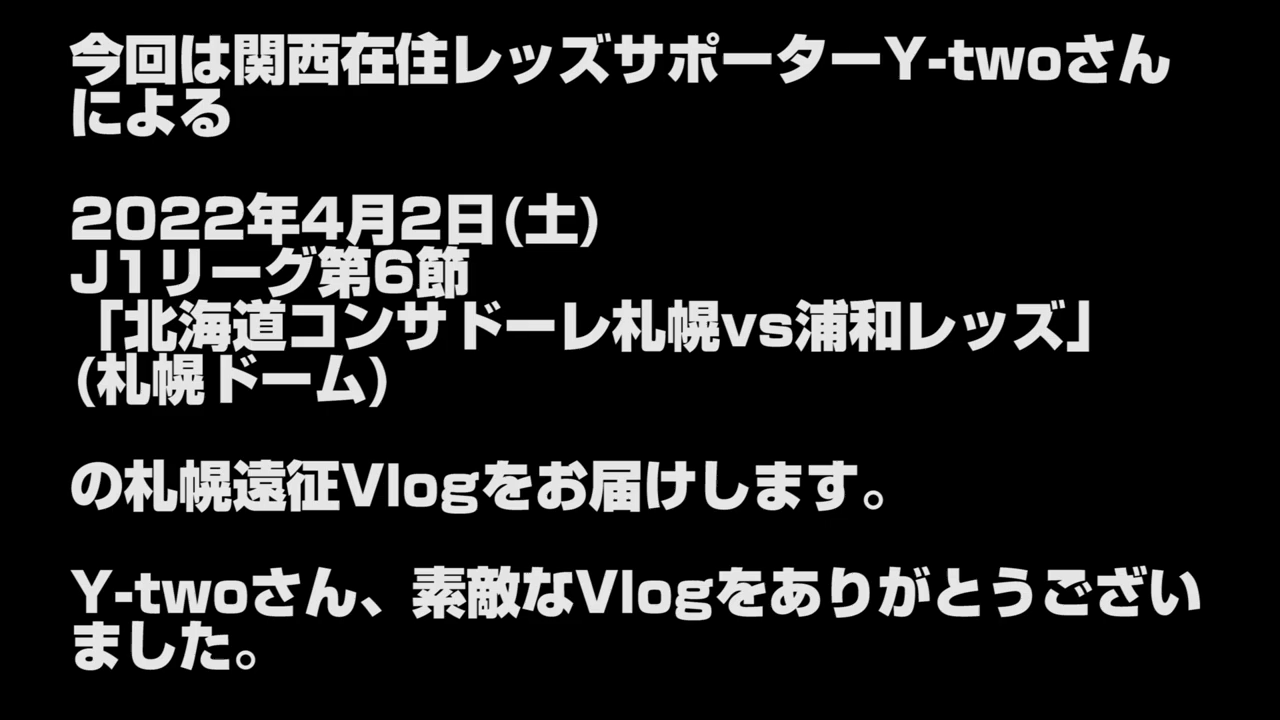 今回は関西在住レッズサポーターY-twoさん
による
2022年4月2日(土)
J1リーグ第6節
「北海道コンサドーレ札幌vs浦和レッズ」
(札幌ドーム)
の札幌遠征Vlogをお届けします。
Y-twoさん、素敵なVlogをありがとうござい
ました。